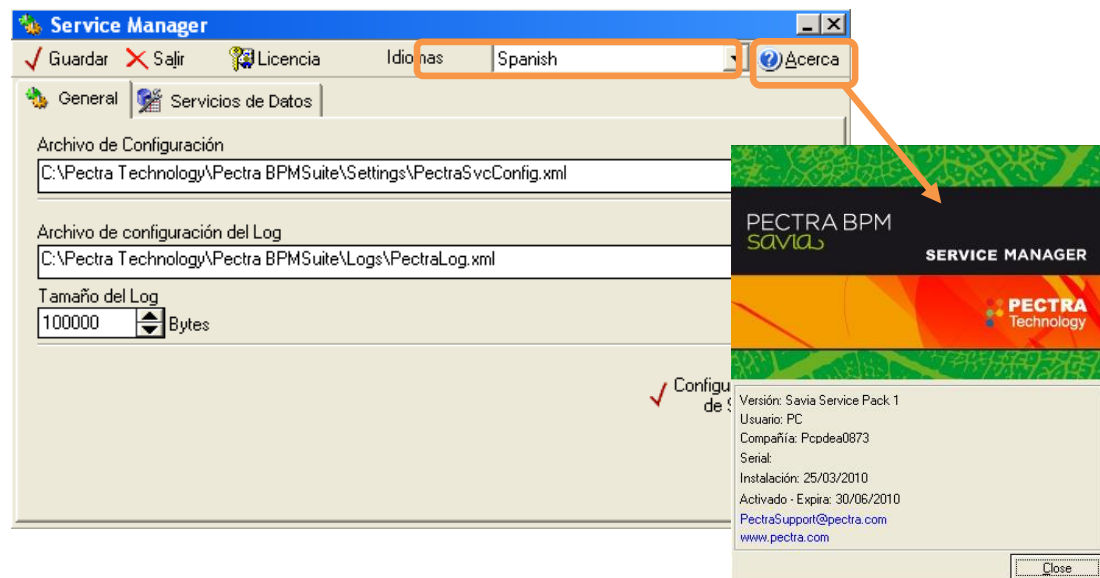 Service Manager
Guardar Salir Licencia Idiomas Spanish Acerca
General Servicios de Datos
Archivo de Configuración
C:\Pectra Technology\Pectra BPMSuite\Settings\PectraSvcConfig.xml
Archivo de configuración del Log
C:\Pectra Technology\Pectra BPMSuite\Logs\PectraLog.xml
Tamaño del Log
100000 Bytes
Configu
de
PECTRA BPM
savia
SERVICE MANAGER
PECTRA
Technology
Versión: Savia Service Pack 1
Usuario: PC
Compañía: Pcpdea0873
Serial:
Instalación: 25/03/2010
Activado - Expira: 30/06/2010
PectraSupport@pectra.com
www.pectra.com
Close